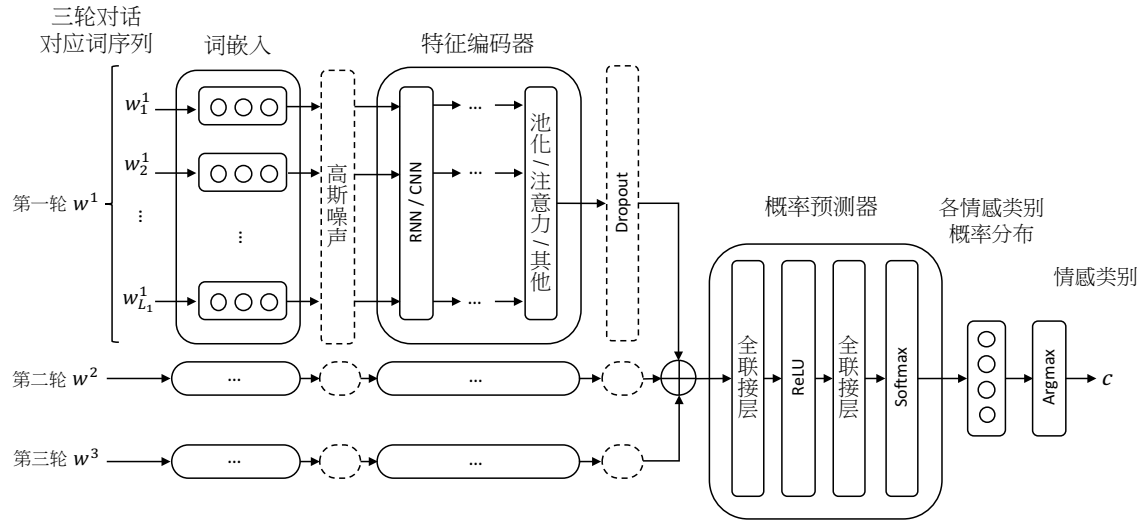 三轮对话
对应词序列
词嵌入
特征编码器
w_1^1
w_2^1
...
w_{L_1}^1
第一轮 w^1
...
高斯噪声
RNN / CNN
...
...
...
池化 / 注意力 / 其他
Dropout
第二轮 w^2
...
...
第三轮 w^3
...
...
概率预测器
全联接层
ReLU
全联接层
Softmax
各情感类别
概率分布
情感类别
Argmax
c